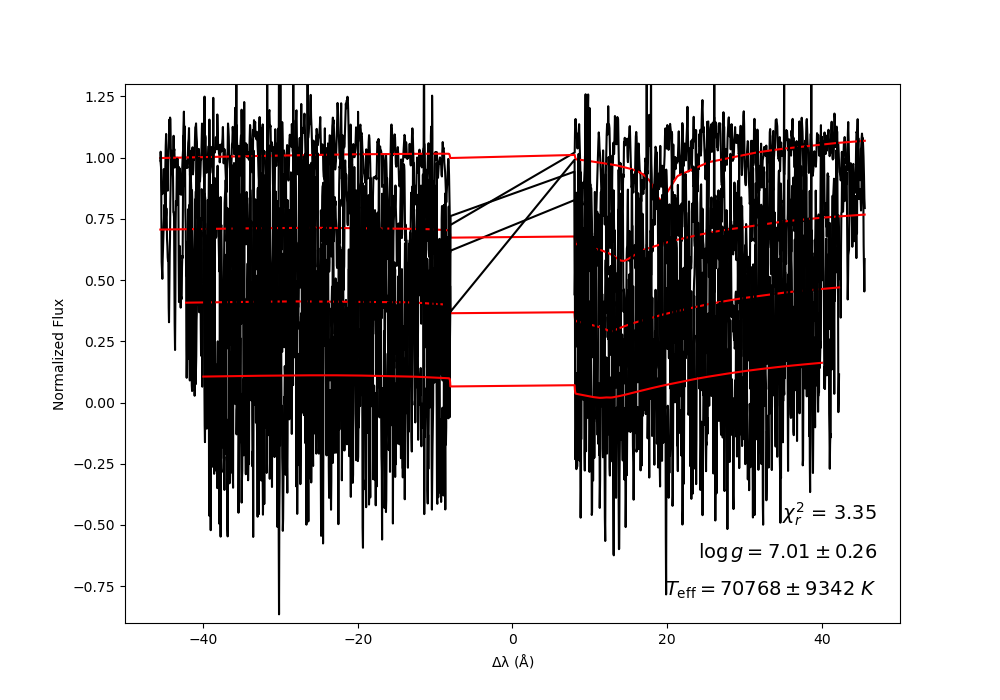 1.25
1.00
0.75
0.50
0.25
0.00
−0.25
−0.50
−0.75
Normalized Flux
−40
−20
0
20
40
Δλ (Å)
χ²ᵣ = 3.35
log g = 7.01 ± 0.26
T_eff = 70768 ± 9342 K